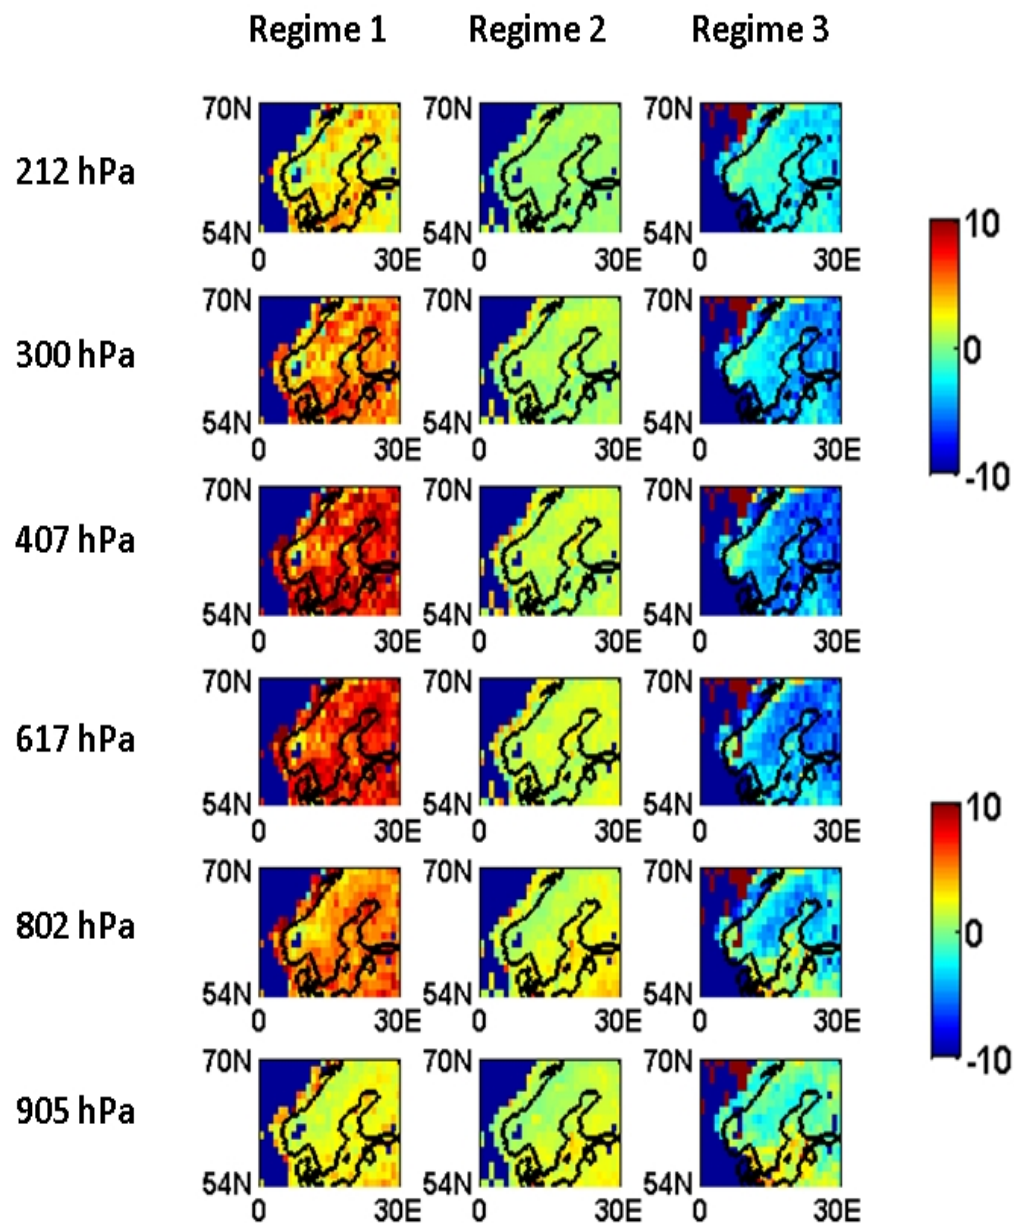 Regime 1 Regime 2 Regime 3
70N 70N 70N
212 hPa
54N 54N 54N
0 30E 0 30E 0 30E
10
0
-10
70N 70N 70N
300 hPa
54N 54N 54N
0 30E 0 30E 0 30E
70N 70N 70N
407 hPa
54N 54N 54N
0 30E 0 30E 0 30E
70N 70N 70N
617 hPa
54N 54N 54N
0 30E 0 30E 0 30E
10
0
-10
70N 70N 70N
802 hPa
54N 54N 54N
0 30E 0 30E 0 30E
70N 70N 70N
905 hPa
54N 54N 54N
0 30E 0 30E 0 30E